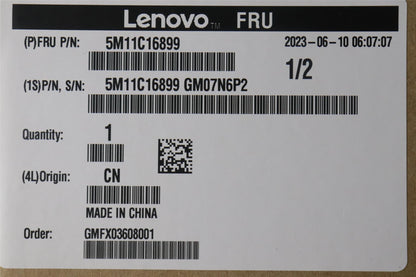 Lenovo™ FRU
(P)FRU P/N: 5M11C16899 2023-06-10 06:07:07
1/2
(1S)P/N, S/N: 5M11C16899 GM07N6P2
Quantity: 1
(4L)Origin: CN
MADE IN CHINA
Order: GMFX03608001